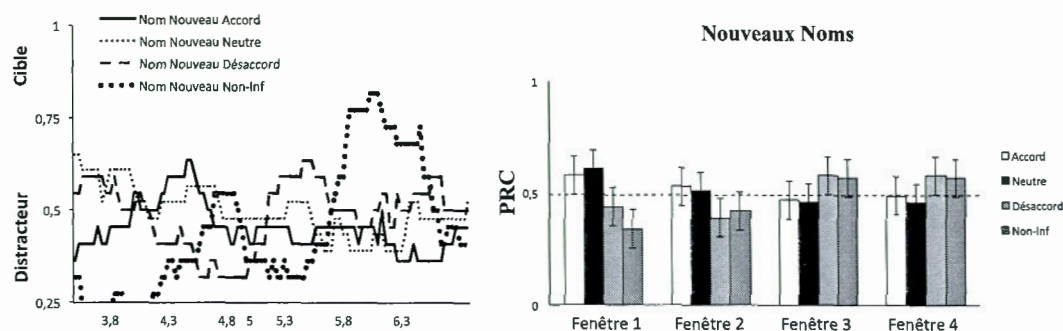 1
Nom Nouveau Accord
Nom Nouveau Neutre
Nom Nouveau Désaccord
Nom Nouveau Non-Inf
Cible
0,75
0,5
Distracteur
0,25
3,8 4,3 4,8 5 5,3 5,8 6,3
Nouveaux Noms
1
PRC
0,5
0
Accord
Neutre
Désaccord
Non-Inf
Fenêtre 1 Fenêtre 2 Fenêtre 3 Fenêtre 4